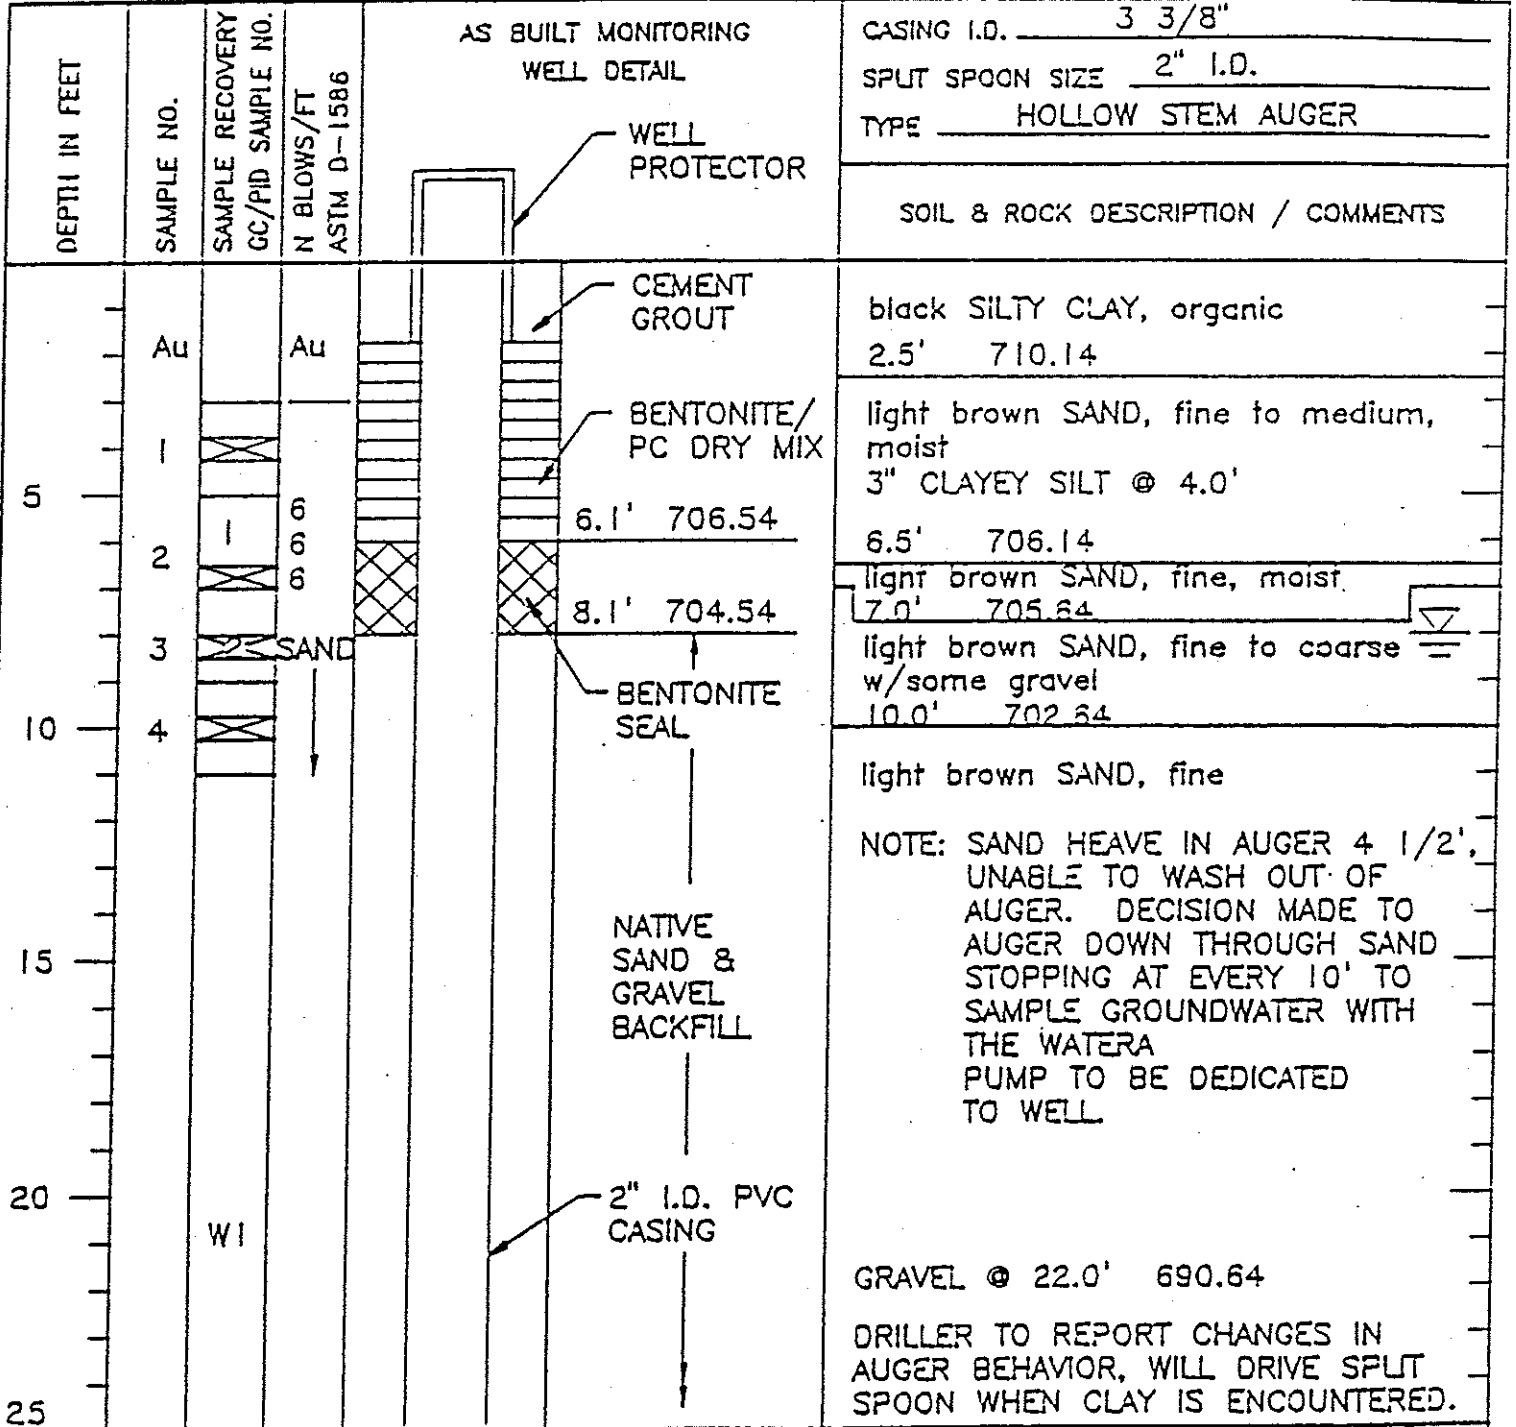 DEPTH IN FEET
SAMPLE NO.
SAMPLE RECOVERY
GC/PID SAMPLE NO.
N BLOWS/FT
ASTM D-1586
AS BUILT MONITORING
WELL DETAIL
WELL
PROTECTOR
CASING I.D. 3 3/8"
SPLIT SPOON SIZE 2" I.D.
TYPE HOLLOW STEM AUGER
SOIL & ROCK DESCRIPTION / COMMENTS
5
10
15
20
25
Au
1
2
3
4
1
2
W1
Au
6
6
6
SAND
CEMENT
GROUT
BENTONITE/
PC DRY MIX
6.1' 706.54
8.1' 704.54
BENTONITE
SEAL
NATIVE
SAND &
GRAVEL
BACKFILL
2" I.D. PVC
CASING
black SILTY CLAY, organic
2.5' 710.14
light brown SAND, fine to medium,
moist
3" CLAYEY SILT @ 4.0'
6.5' 706.14
light brown SAND, fine, moist
7.0' 705.64
light brown SAND, fine to coarse
w/some gravel
10.0' 702.64
light brown SAND, fine
NOTE: SAND HEAVE IN AUGER 4 1/2',
UNABLE TO WASH OUT OF
AUGER. DECISION MADE TO
AUGER DOWN THROUGH SAND
STOPPING AT EVERY 10' TO
SAMPLE GROUNDWATER WITH
THE WATERA
PUMP TO BE DEDICATED
TO WELL
GRAVEL @ 22.0' 690.64
DRILLER TO REPORT CHANGES IN
AUGER BEHAVIOR, WILL DRIVE SPLIT
SPOON WHEN CLAY IS ENCOUNTERED.